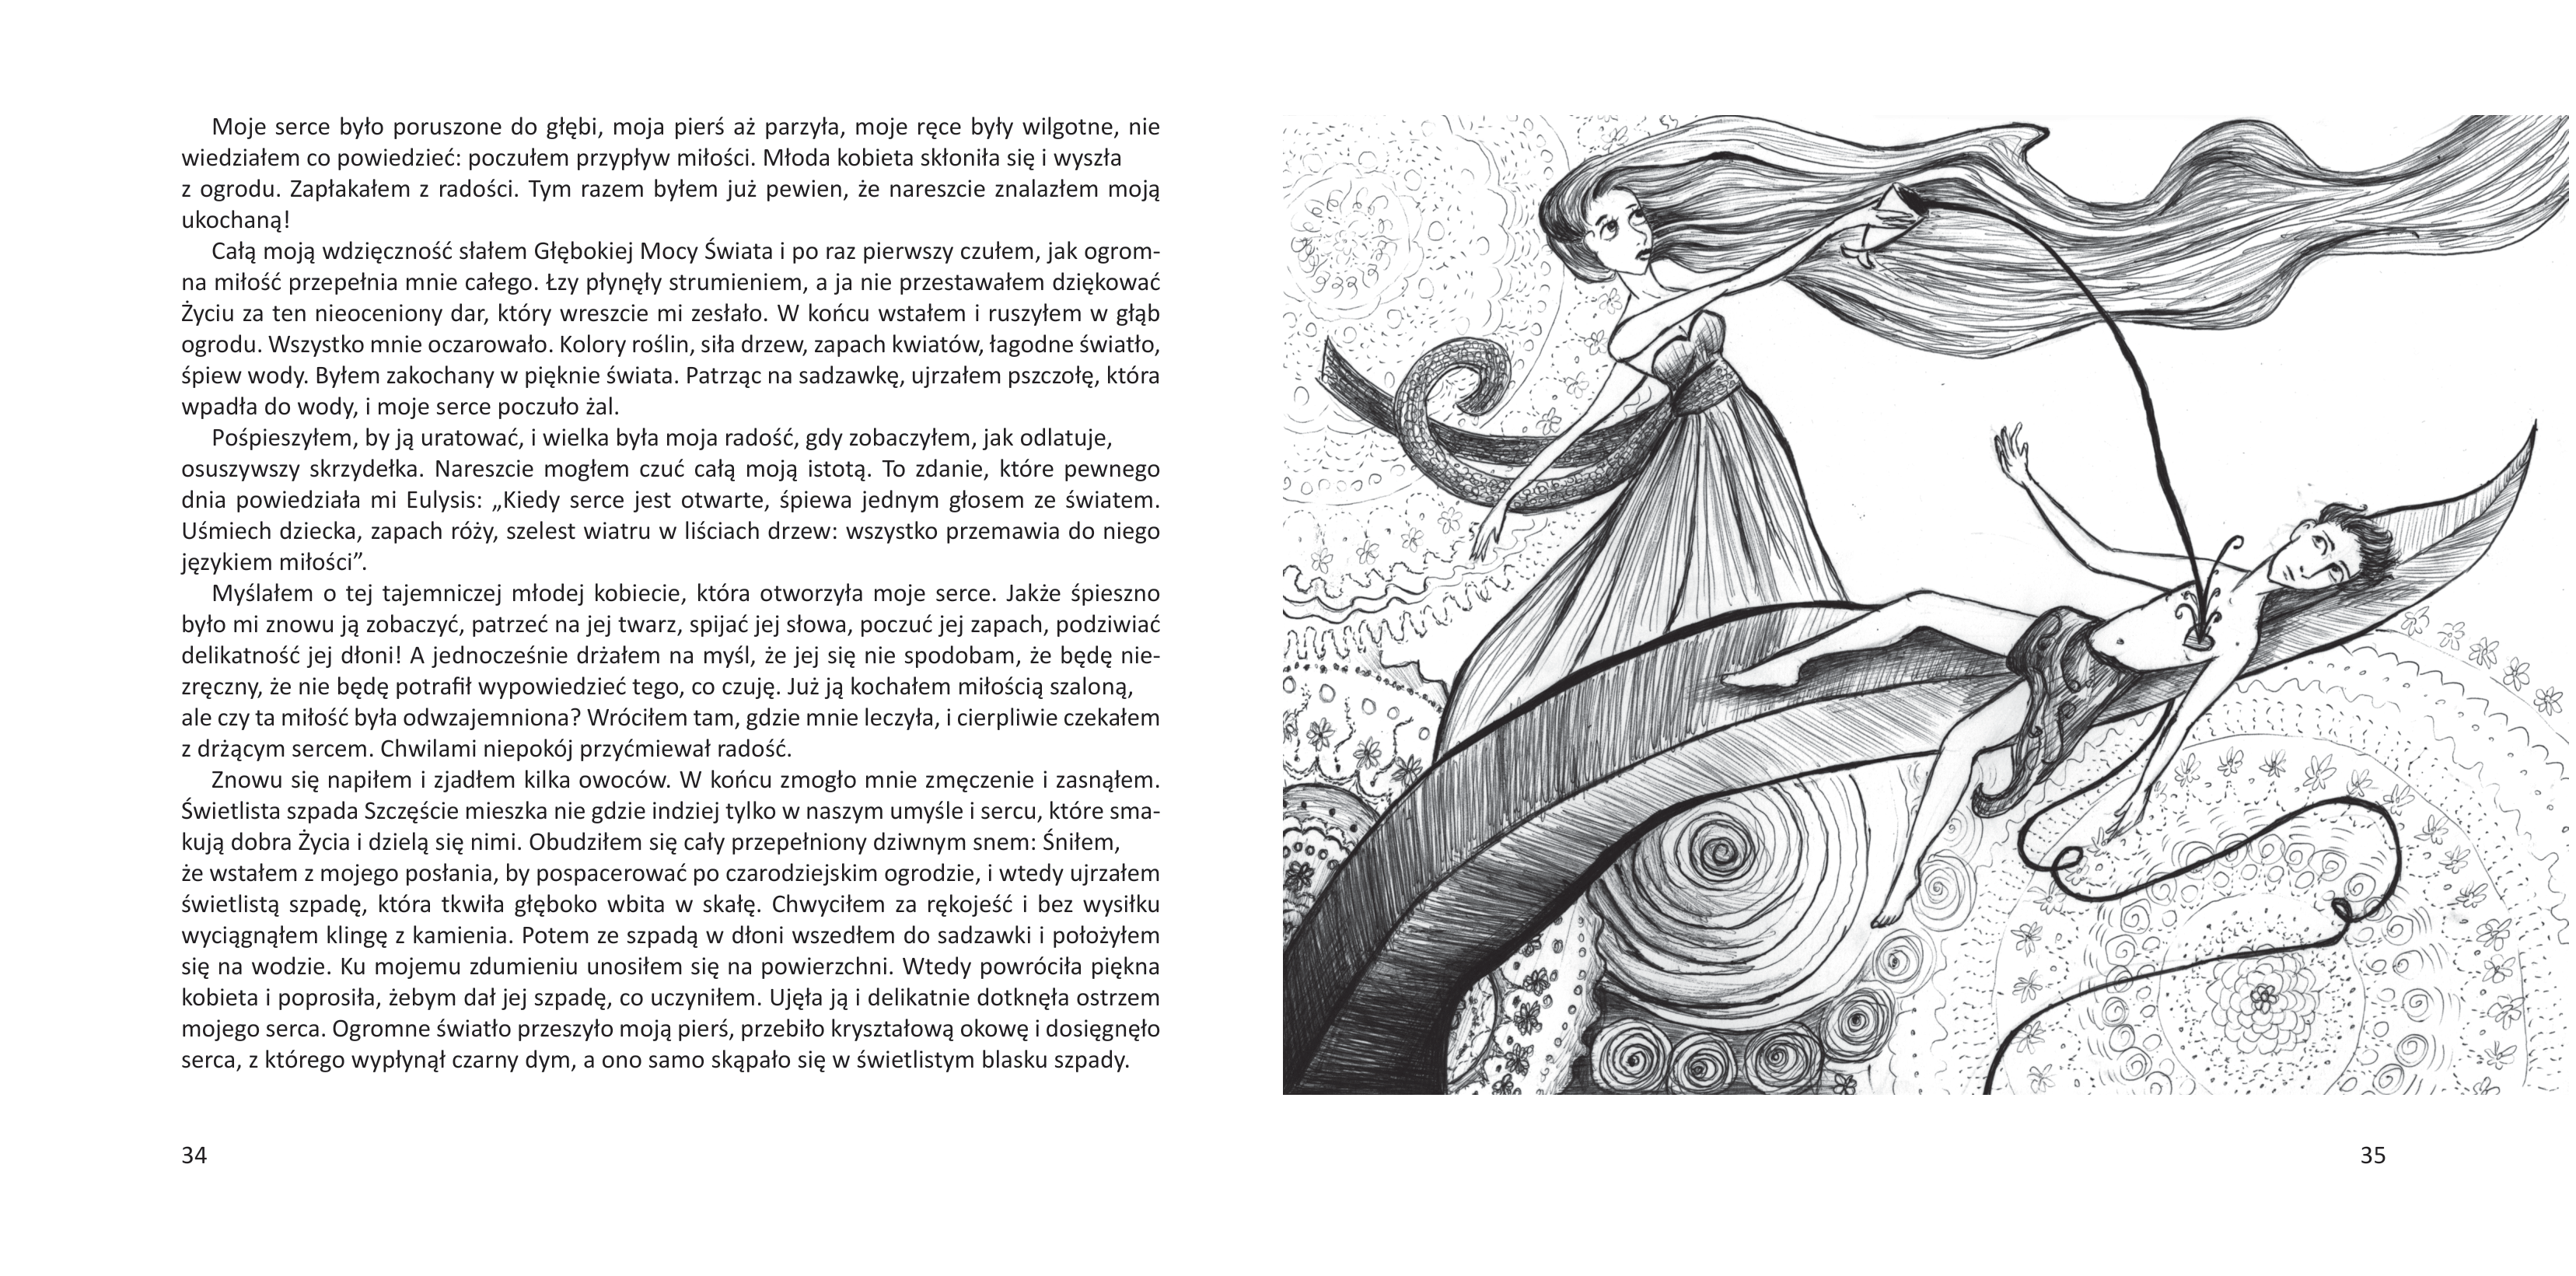 Moje serce było poruszone do głębi, moja pierś aż parzyła, moje ręce były wilgotne, nie
wiedziałem co powiedzieć: poczułem przypływ miłości. Młoda kobieta skłoniła się i wyszła
z ogrodu. Zapłakałem z radości. Tym razem byłem już pewien, że nareszcie znalazłem moją
ukochaną!
Całą moją wdzięczność słałem Głębokiej Mocy Świata i po raz pierwszy czułem, jak ogrom-
na miłość przepełnia mnie całego. Łzy płynęły strumieniem, a ja nie przestawałem dziękować
Życiu za ten nieoceniony dar, który wreszcie mi zesłało. W końcu wstałem i ruszyłem w głąb
ogrodu. Wszystko mnie oczarowało. Kolory roślin, siła drzew, zapach kwiatów, łagodne światło,
śpiew wody. Byłem zakochany w pięknie świata. Patrząc na sadzawkę, ujrzałem pszczołę, która
wpadła do wody, i moje serce poczuło żal.
Pośpieszyłem, by ją uratować, i wielka była moja radość, gdy zobaczyłem, jak odlatuje,
osuszywszy skrzydełka. Nareszcie mogłem czuć całą moją istotą. To zdanie, które pewnego
dnia powiedziała mi Eulysis: „Kiedy serce jest otwarte, śpiewa jednym głosem ze światem.
Uśmiech dziecka, zapach róży, szelest wiatru w liściach drzew: wszystko przemawia do niego
językiem miłości”.
Myślałem o tej tajemniczej młodej kobiecie, która otworzyła moje serce. Jakże śpieszno
było mi znowu ją zobaczyć, patrzeć na jej twarz, spijać jej słowa, poczuć jej zapach, podziwiać
delikatność jej dłoni! A jednocześnie drżałem na myśl, że jej się nie spodobam, że będę nie-
zręczny, że nie będę potrafił wypowiedzieć tego, co czuję. Już ją kochałem miłością szaloną,
ale czy ta miłość była odwzajemniona? Wróciłem tam, gdzie mnie leczyła, i cierpliwie czekałem
z drżącym sercem. Chwilami niepokój przyćmiewał radość.
Znowu się napiłem i zjadłem kilka owoców. W końcu zmogło mnie zmęczenie i zasnąłem.
Świetlista szpada Szczęście mieszka nie gdzie indziej tylko w naszym umyśle i sercu, które sma-
kują dobra Życia i dzielą się nimi. Obudziłem się cały przepełniony dziwnym snem: Śniłem,
że wstałem z mojego posłania, by pospacerować po czarodziejskim ogrodzie, i wtedy ujrzałem
świetlistą szpadę, która tkwiła głęboko wbita w skałę. Chwyciłem za rękojeść i bez wysiłku
wyciągnąłem klingę z kamienia. Potem ze szpadą w dłoni wszedłem do sadzawki i położyłem
się na wodzie. Ku mojemu zdumieniu unosiłem się na powierzchni. Wtedy powróciła piękna
kobieta i poprosiła, żebym dał jej szpadę, co uczyniłem. Ujęła ją i delikatnie dotknęła ostrzem
mojego serca. Ogromne światło przeszyło moją pierś, przebiło kryształową okowę i dosięgnęło
serca, z którego wypłynął czarny dym, a ono samo skąpało się w świetlistym blasku szpady.
34
35